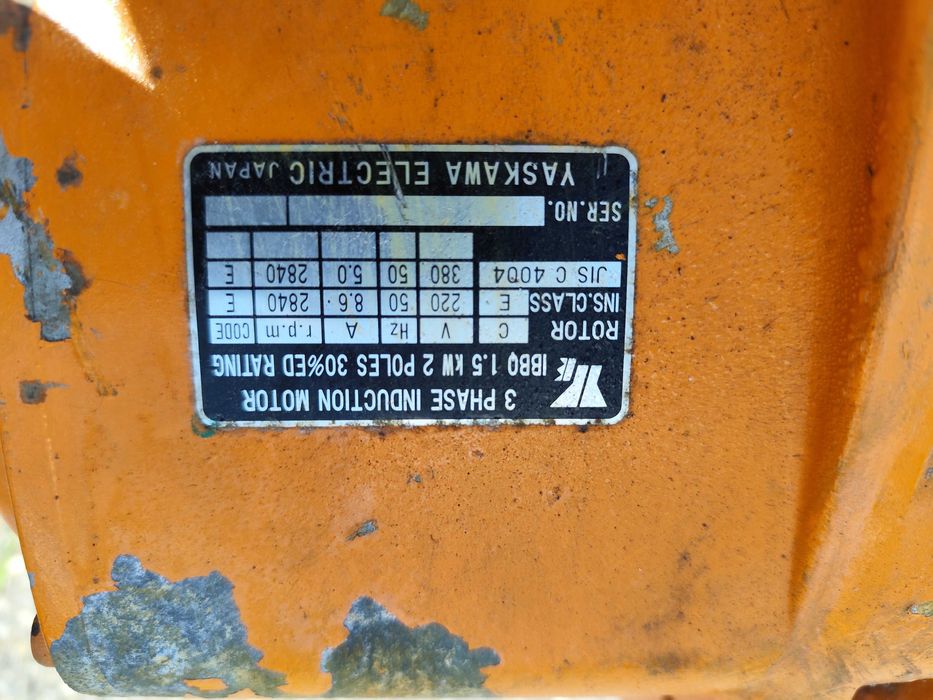 3 PHASE INDUCTION MOTOR
IBBQ 1.5 kW 2 POLES 30%ED RATING
ROTOR C V Hz A r.p.m CODE
INS.CLASS E 220 50 8.6 2840 E
JIS C 4004 380 50 5.0 2840 E
SER.NO.
YASKAWA ELECTRIC JAPAN